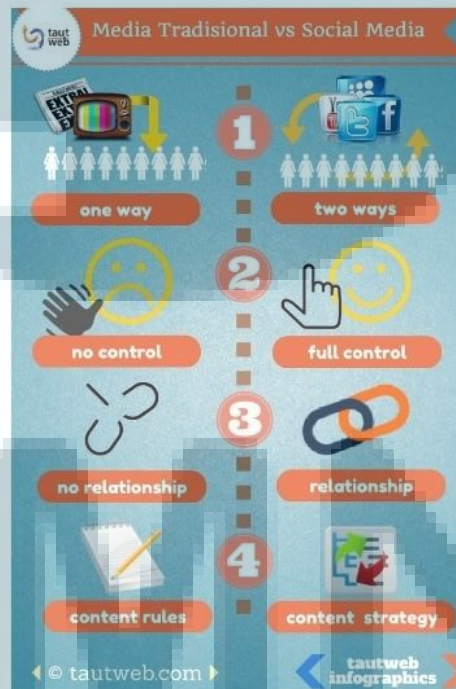 taut
web
Media Tradisional vs Social Media
EXTRA!
1
one way
two ways
2
no control
full control
3
no relationship
relationship
4
content rules
content strategy
© tautweb.com
tautweb
infographics